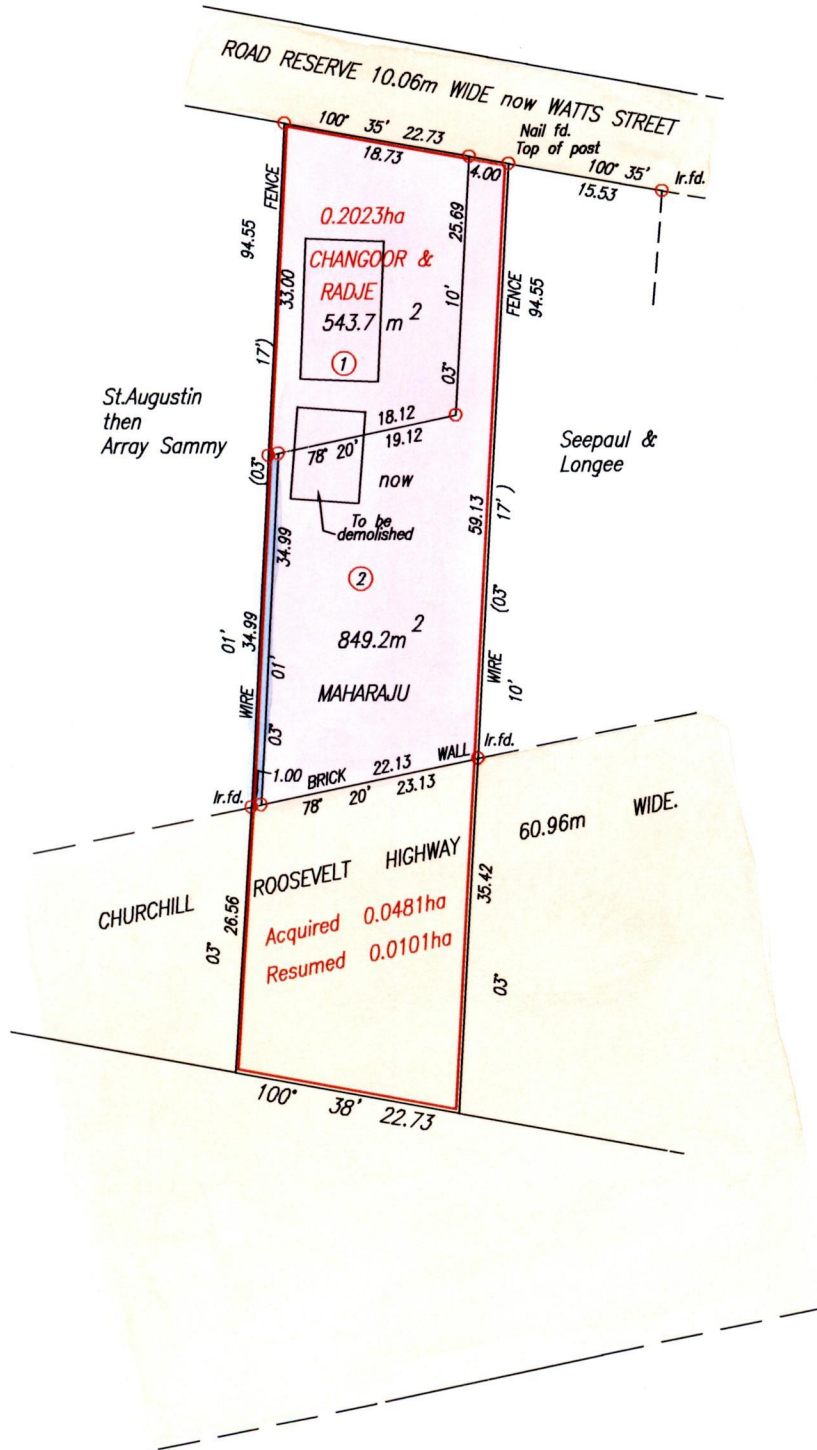 ROAD RESERVE 10.06m WIDE now WATTS STREET
100° 35' 22.73
18.73
4.00
Nail fd.
Top of post
100° 35'
15.53
Ir.fd.
FENCE
94.55
33.00
17')
(03°
0.2023ha
CHANGOOR &
RADJE
543.7 m2
1
25.69
10'
03°
FENCE
94.55
St.Augustin
then
Array Sammy
18.12
78° 20' 19.12
now
To be
demolished
Seepaul &
Longee
59.13
17')
(03°
34.99
01'
03°
01'
34.99
WIRE
2
849.2m2
MAHARAJU
WIRE
10'
1.00
BRICK 22.13 WALL
78° 20' 23.13
Ir.fd.
Ir.fd.
CHURCHILL ROOSEVELT HIGHWAY 60.96m WIDE.
Acquired 0.0481ha
Resumed 0.0101ha
26.56
03°
35.42
03°
100° 38' 22.73